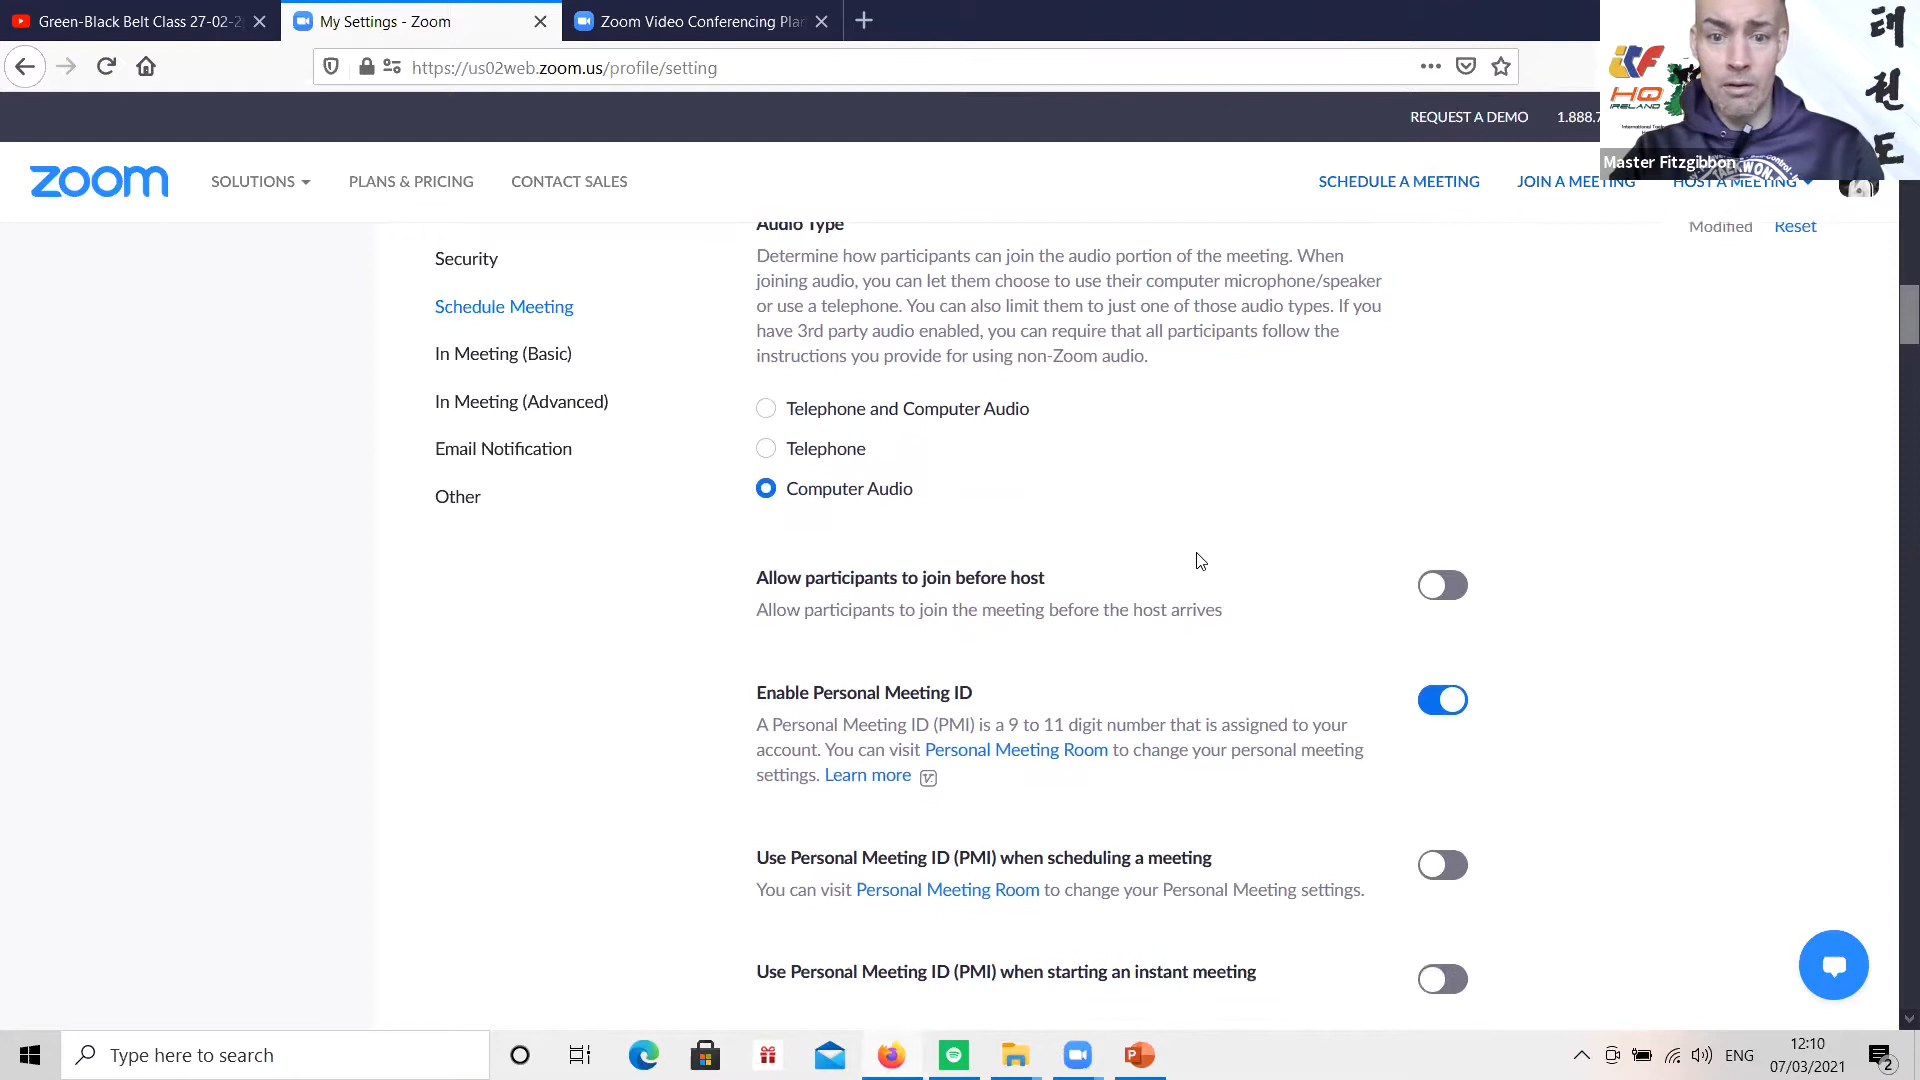 Green-Black Belt Class 27-02-2
My Settings - Zoom
Zoom Video Conferencing Plan
https://us02web.zoom.us/profile/setting
태권도
ITF
HQ
IRELAND
REQUEST A DEMO
1.888.7
Master Fitzgibbon
zoom
SOLUTIONS
PLANS & PRICING
CONTACT SALES
SCHEDULE A MEETING
JOIN A MEETING
HOST A MEETING
Security
Schedule Meeting
In Meeting (Basic)
In Meeting (Advanced)
Email Notification
Other
Audio Type
Modified
Reset
Determine how participants can join the audio portion of the meeting. When
joining audio, you can let them choose to use their computer microphone/speaker
or use a telephone. You can also limit them to just one of those audio types. If you
have 3rd party audio enabled, you can require that all participants follow the
instructions you provide for using non-Zoom audio.
Telephone and Computer Audio
Telephone
Computer Audio
Allow participants to join before host
Allow participants to join the meeting before the host arrives
Enable Personal Meeting ID
A Personal Meeting ID (PMI) is a 9 to 11 digit number that is assigned to your
account. You can visit Personal Meeting Room to change your personal meeting
settings. Learn more
Use Personal Meeting ID (PMI) when scheduling a meeting
You can visit Personal Meeting Room to change your Personal Meeting settings.
Use Personal Meeting ID (PMI) when starting an instant meeting
Type here to search
ENG
12:10
07/03/2021
2